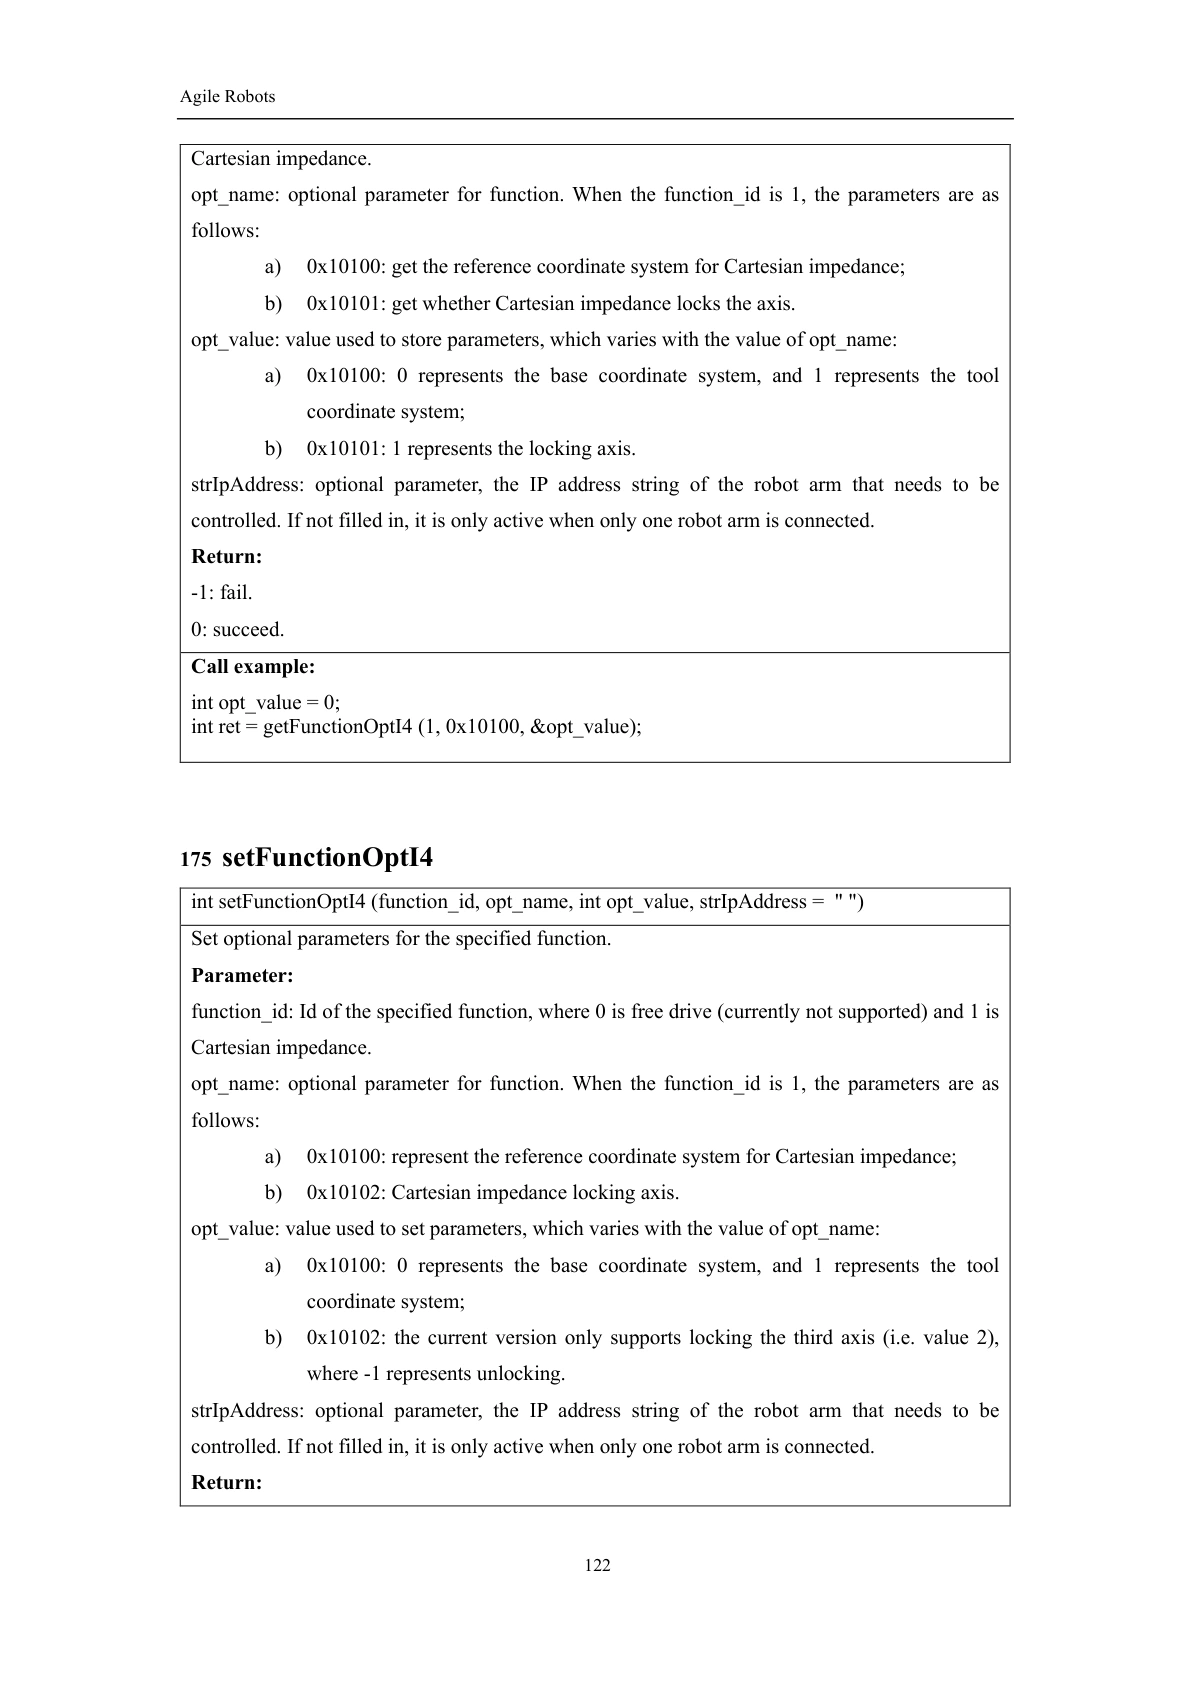 Agile Robots
Cartesian impedance.
opt_name: optional parameter for function. When the function_id is 1, the parameters are as
follows:
a) 0x10100: get the reference coordinate system for Cartesian impedance;
b) 0x10101: get whether Cartesian impedance locks the axis.
opt_value: value used to store parameters, which varies with the value of opt_name:
a) 0x10100: 0 represents the base coordinate system, and 1 represents the tool
coordinate system;
b) 0x10101: 1 represents the locking axis.
strIpAddress: optional parameter, the IP address string of the robot arm that needs to be
controlled. If not filled in, it is only active when only one robot arm is connected.
Return:
-1: fail.
0: succeed.
Call example:
int opt_value = 0;
int ret = getFunctionOptI4 (1, 0x10100, &opt_value);
175 setFunctionOptI4
int setFunctionOptI4 (function_id, opt_name, int opt_value, strIpAddress = " ")
Set optional parameters for the specified function.
Parameter:
function_id: Id of the specified function, where 0 is free drive (currently not supported) and 1 is
Cartesian impedance.
opt_name: optional parameter for function. When the function_id is 1, the parameters are as
follows:
a) 0x10100: represent the reference coordinate system for Cartesian impedance;
b) 0x10102: Cartesian impedance locking axis.
opt_value: value used to set parameters, which varies with the value of opt_name:
a) 0x10100: 0 represents the base coordinate system, and 1 represents the tool
coordinate system;
b) 0x10102: the current version only supports locking the third axis (i.e. value 2),
where -1 represents unlocking.
strIpAddress: optional parameter, the IP address string of the robot arm that needs to be
controlled. If not filled in, it is only active when only one robot arm is connected.
Return:
122